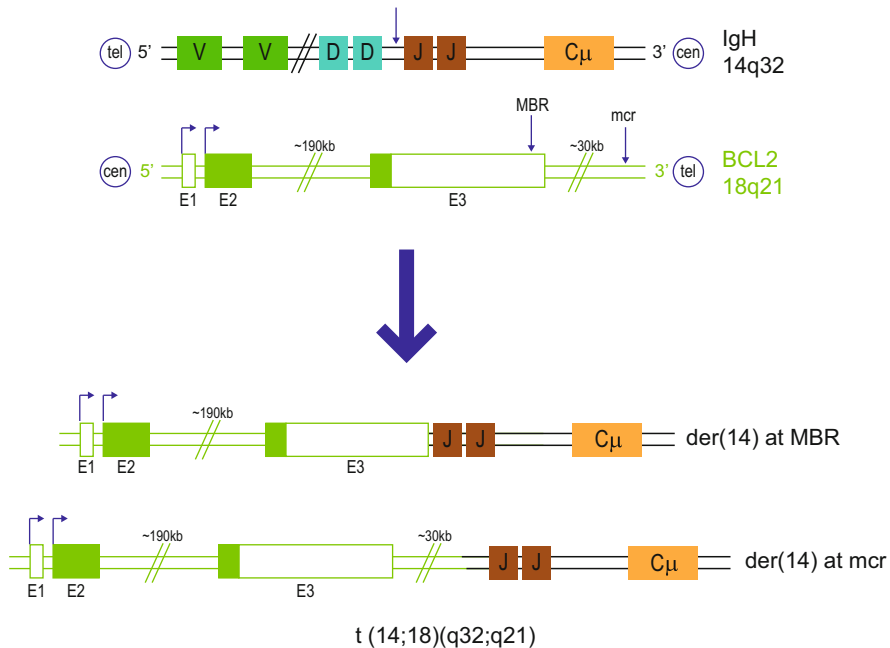 tel 5’ V V D D J J Cμ 3’ cen IgH
14q32
MBR mcr
~190kb ~30kb
cen 5’ 3’ tel BCL2
18q21
E1 E2 E3
~190kb
J J Cμ der(14) at MBR
E1 E2 E3
~190kb ~30kb
J J Cμ der(14) at mcr
E1 E2 E3
t (14;18)(q32;q21)